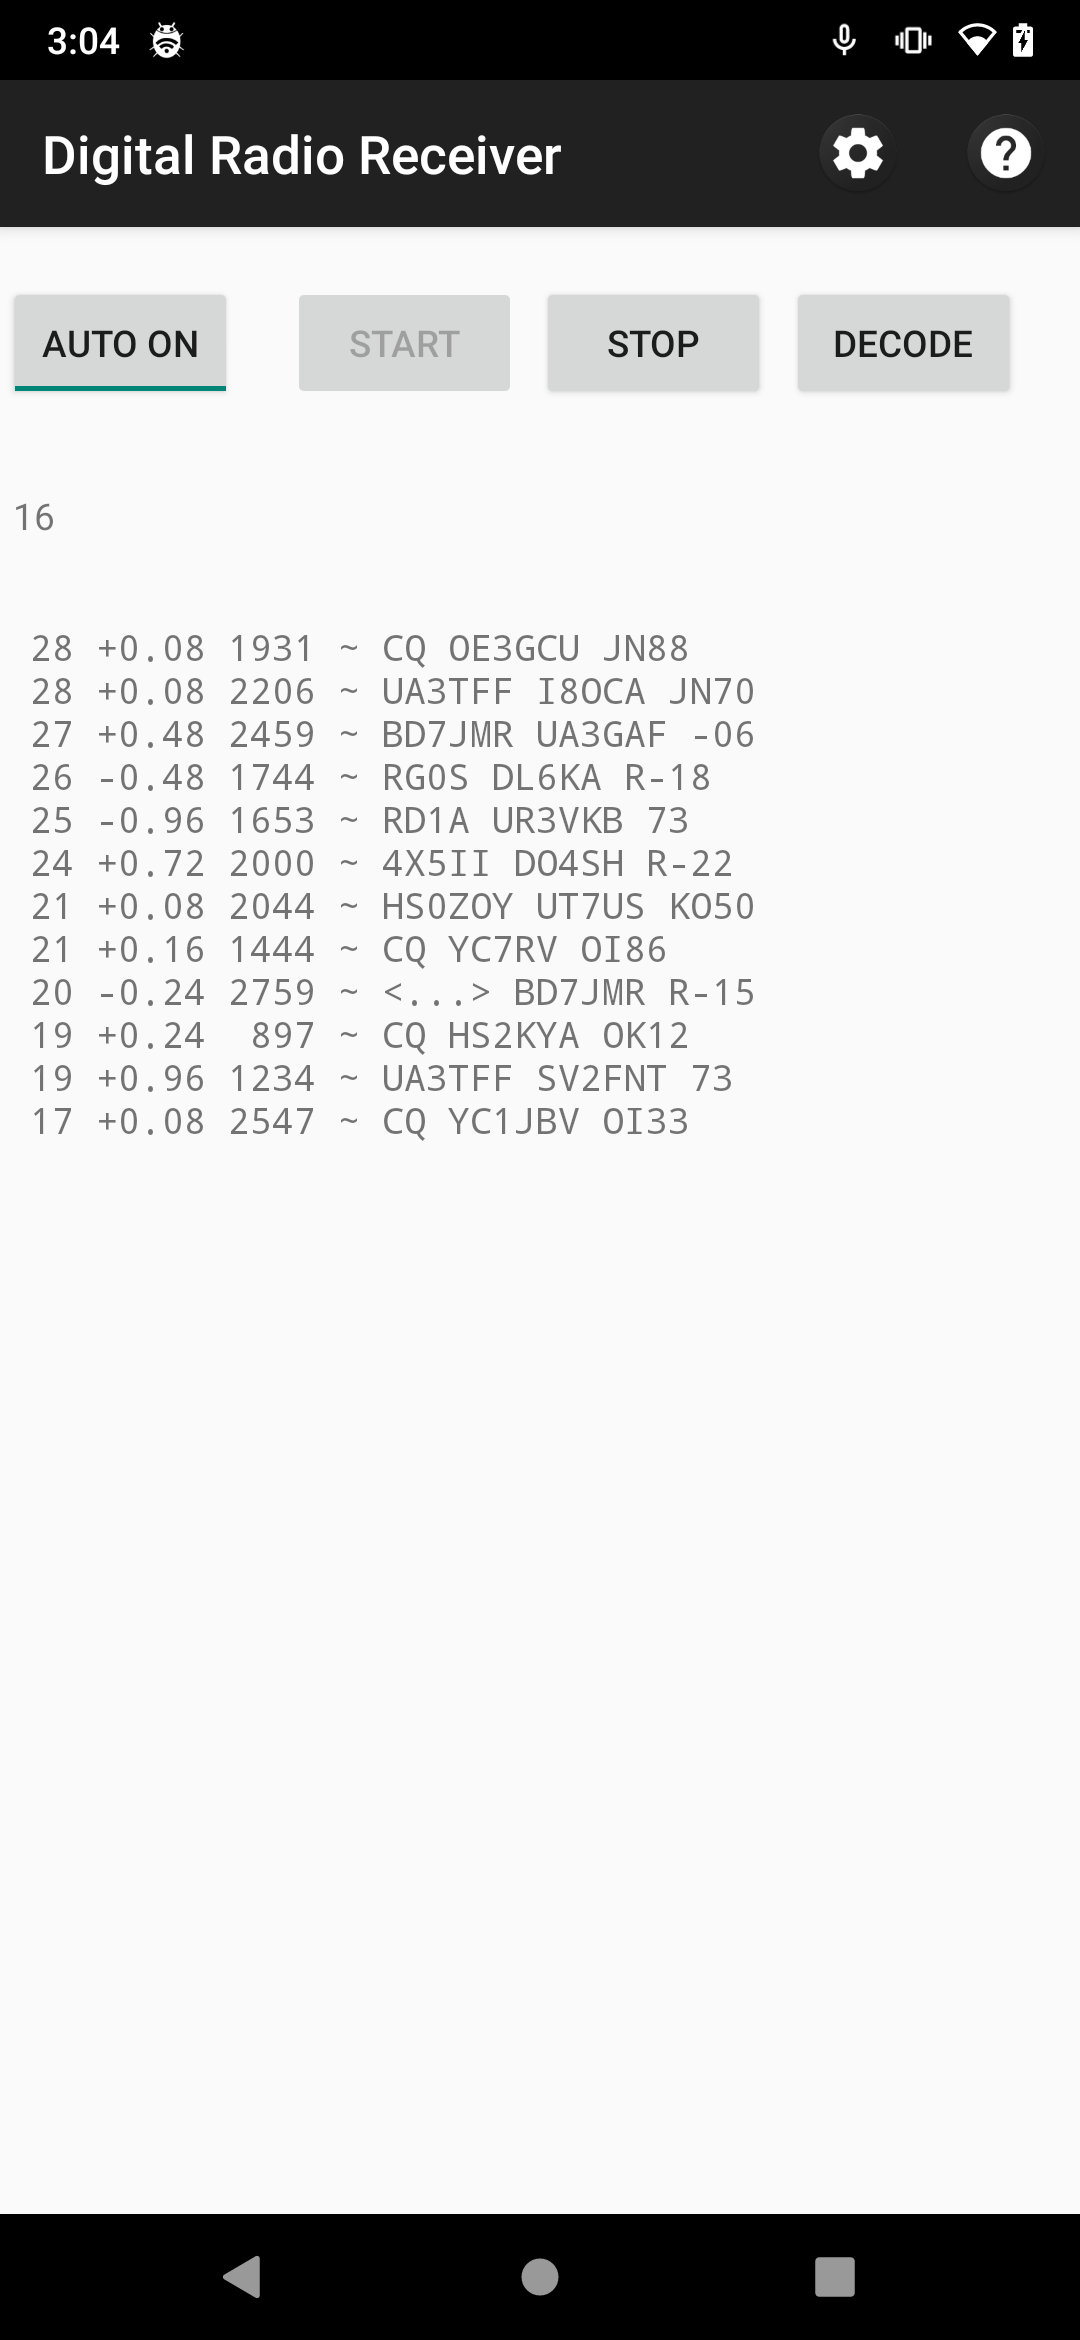 3:04
Digital Radio Receiver
AUTO ON START STOP DECODE
16
28 +0.08 1931 ~ CQ OE3GCU JN88
28 +0.08 2206 ~ UA3TFF I8OCA JN70
27 +0.48 2459 ~ BD7JMR UA3GAF -06
26 -0.48 1744 ~ RG0S DL6KA R-18
25 -0.96 1653 ~ RD1A UR3VKB 73
24 +0.72 2000 ~ 4X5II DO4SH R-22
21 +0.08 2044 ~ HS0ZOY UT7US KO50
21 +0.16 1444 ~ CQ YC7RV OI86
20 -0.24 2759 ~ <...> BD7JMR R-15
19 +0.24  897 ~ CQ HS2KYA OK12
19 +0.96 1234 ~ UA3TFF SV2FNT 73
17 +0.08 2547 ~ CQ YC1JBV OI33